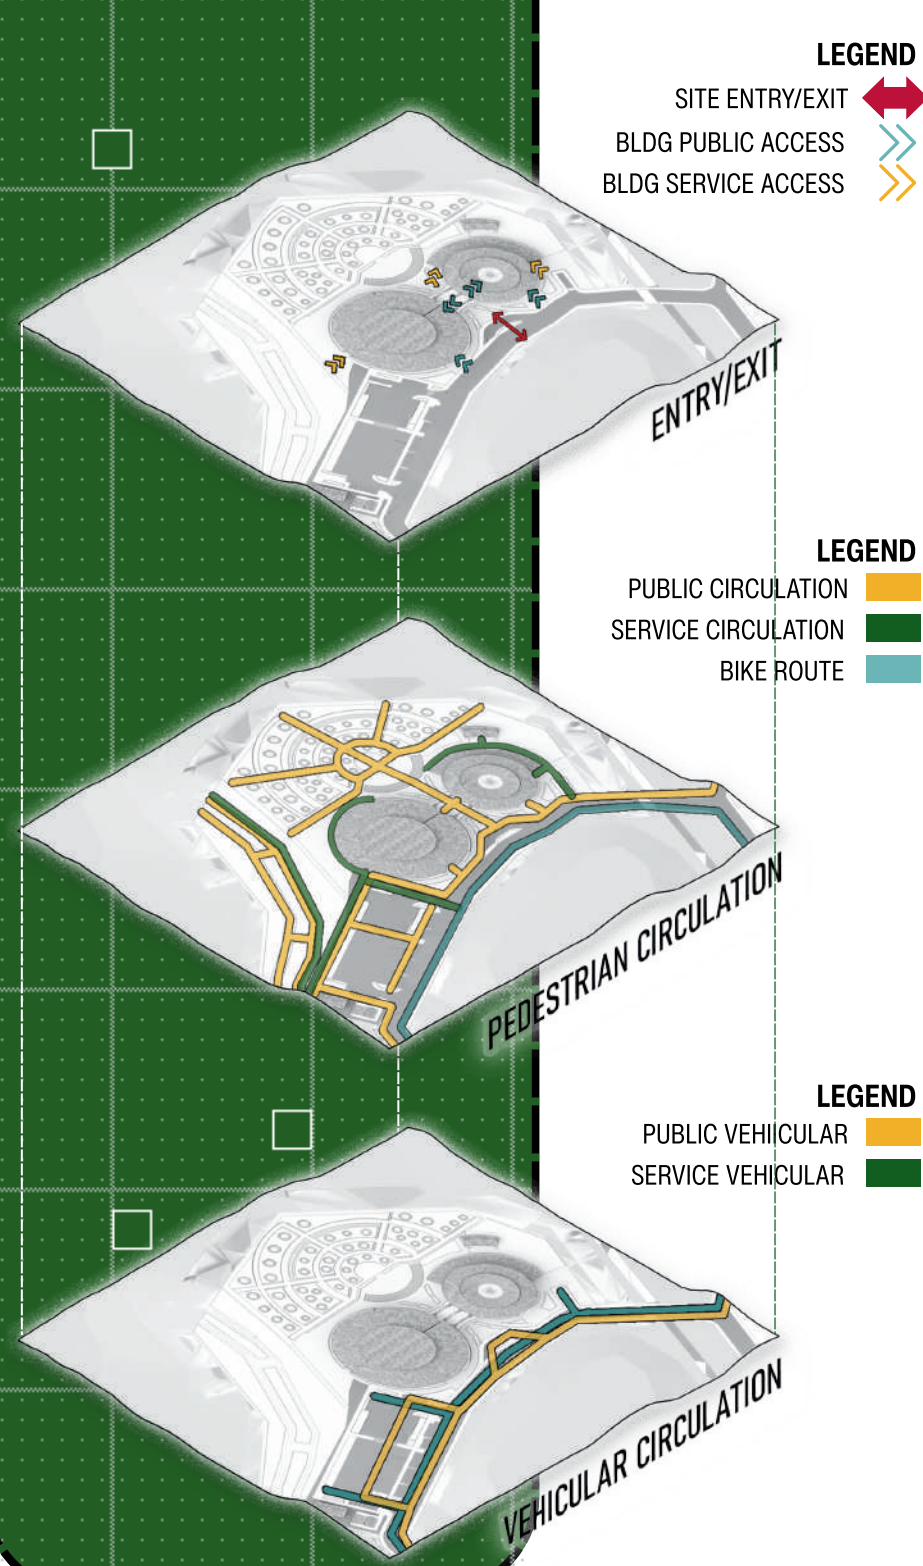 LEGEND
SITE ENTRY/EXIT
BLDG PUBLIC ACCESS
BLDG SERVICE ACCESS
ENTRY/EXIT
LEGEND
PUBLIC CIRCULATION
SERVICE CIRCULATION
BIKE ROUTE
PEDESTRIAN CIRCULATION
LEGEND
PUBLIC VEHICULAR
SERVICE VEHICULAR
VEHICULAR CIRCULATION